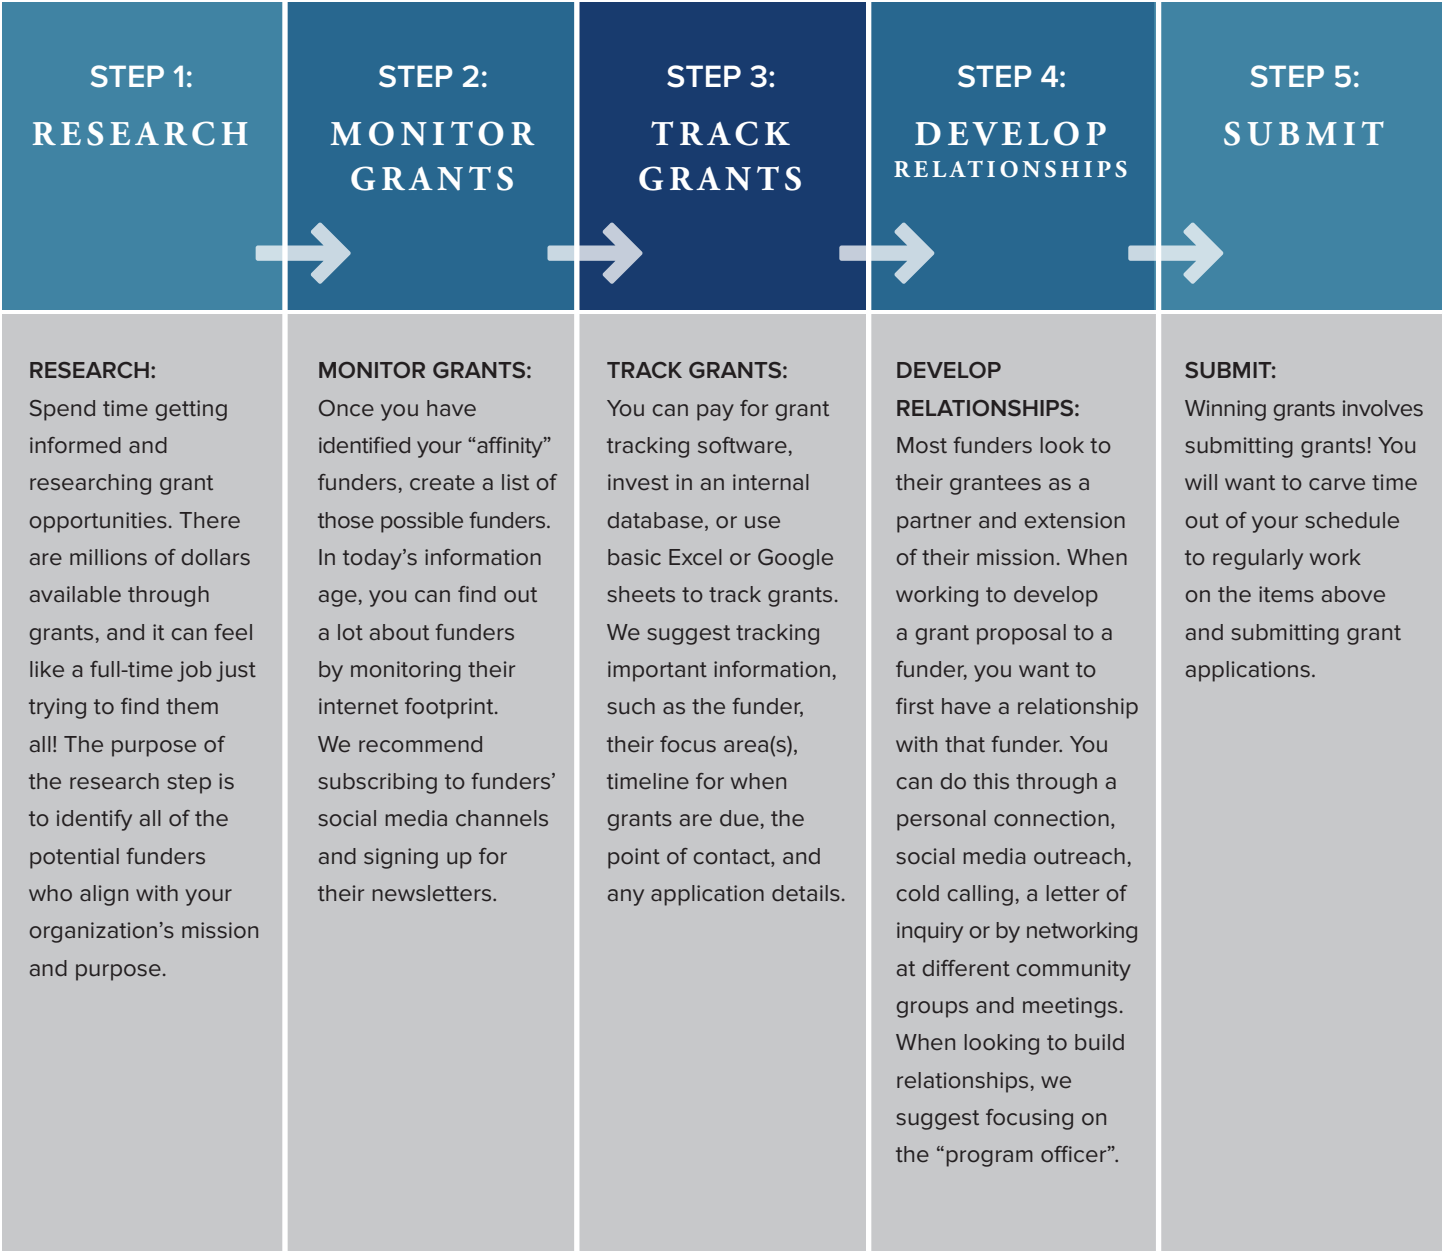 STEP 1:
RESEARCH
STEP 2:
MONITOR
GRANTS
STEP 3:
TRACK
GRANTS
STEP 4:
DEVELOP
RELATIONSHIPS
STEP 5:
SUBMIT
RESEARCH:
Spend time getting
informed and
researching grant
opportunities. There
are millions of dollars
available through
grants, and it can feel
like a full-time job just
trying to find them
all! The purpose of
the research step is
to identify all of the
potential funders
who align with your
organization’s mission
and purpose.
MONITOR GRANTS:
Once you have
identified your “affinity”
funders, create a list of
those possible funders.
In today’s information
age, you can find out
a lot about funders
by monitoring their
internet footprint.
We recommend
subscribing to funders’
social media channels
and signing up for
their newsletters.
TRACK GRANTS:
You can pay for grant
tracking software,
invest in an internal
database, or use
basic Excel or Google
sheets to track grants.
We suggest tracking
important information,
such as the funder,
their focus area(s),
timeline for when
grants are due, the
point of contact, and
any application details.
DEVELOP
RELATIONSHIPS:
Most funders look to
their grantees as a
partner and extension
of their mission. When
working to develop
a grant proposal to a
funder, you want to
first have a relationship
with that funder. You
can do this through a
personal connection,
social media outreach,
cold calling, a letter of
inquiry or by networking
at different community
groups and meetings.
When looking to build
relationships, we
suggest focusing on
the “program officer”.
SUBMIT:
Winning grants involves
submitting grants! You
will want to carve time
out of your schedule
to regularly work
on the items above
and submitting grant
applications.